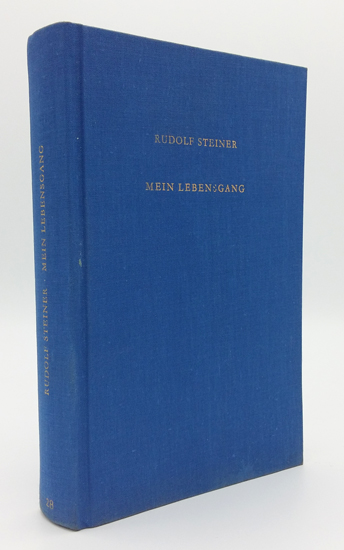 RUDOLF STEINER
MEIN LEBENSGANG
RUDOLF STEINER · MEIN LEBENSGANG
28